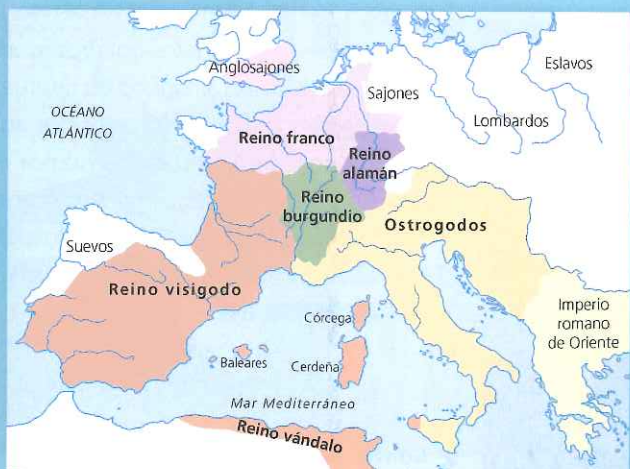 Anglosajones
Eslavos
Sajones
OCÉANO
ATLÁNTICO
Lombardos
Reino franco
Reino
alamán
Reino
burgundio
Ostrogodos
Suevos
Reino visigodo
Imperio
romano
de Oriente
Córcega
Baleares
Cerdeña
Mar Mediterráneo
Reino vándalo